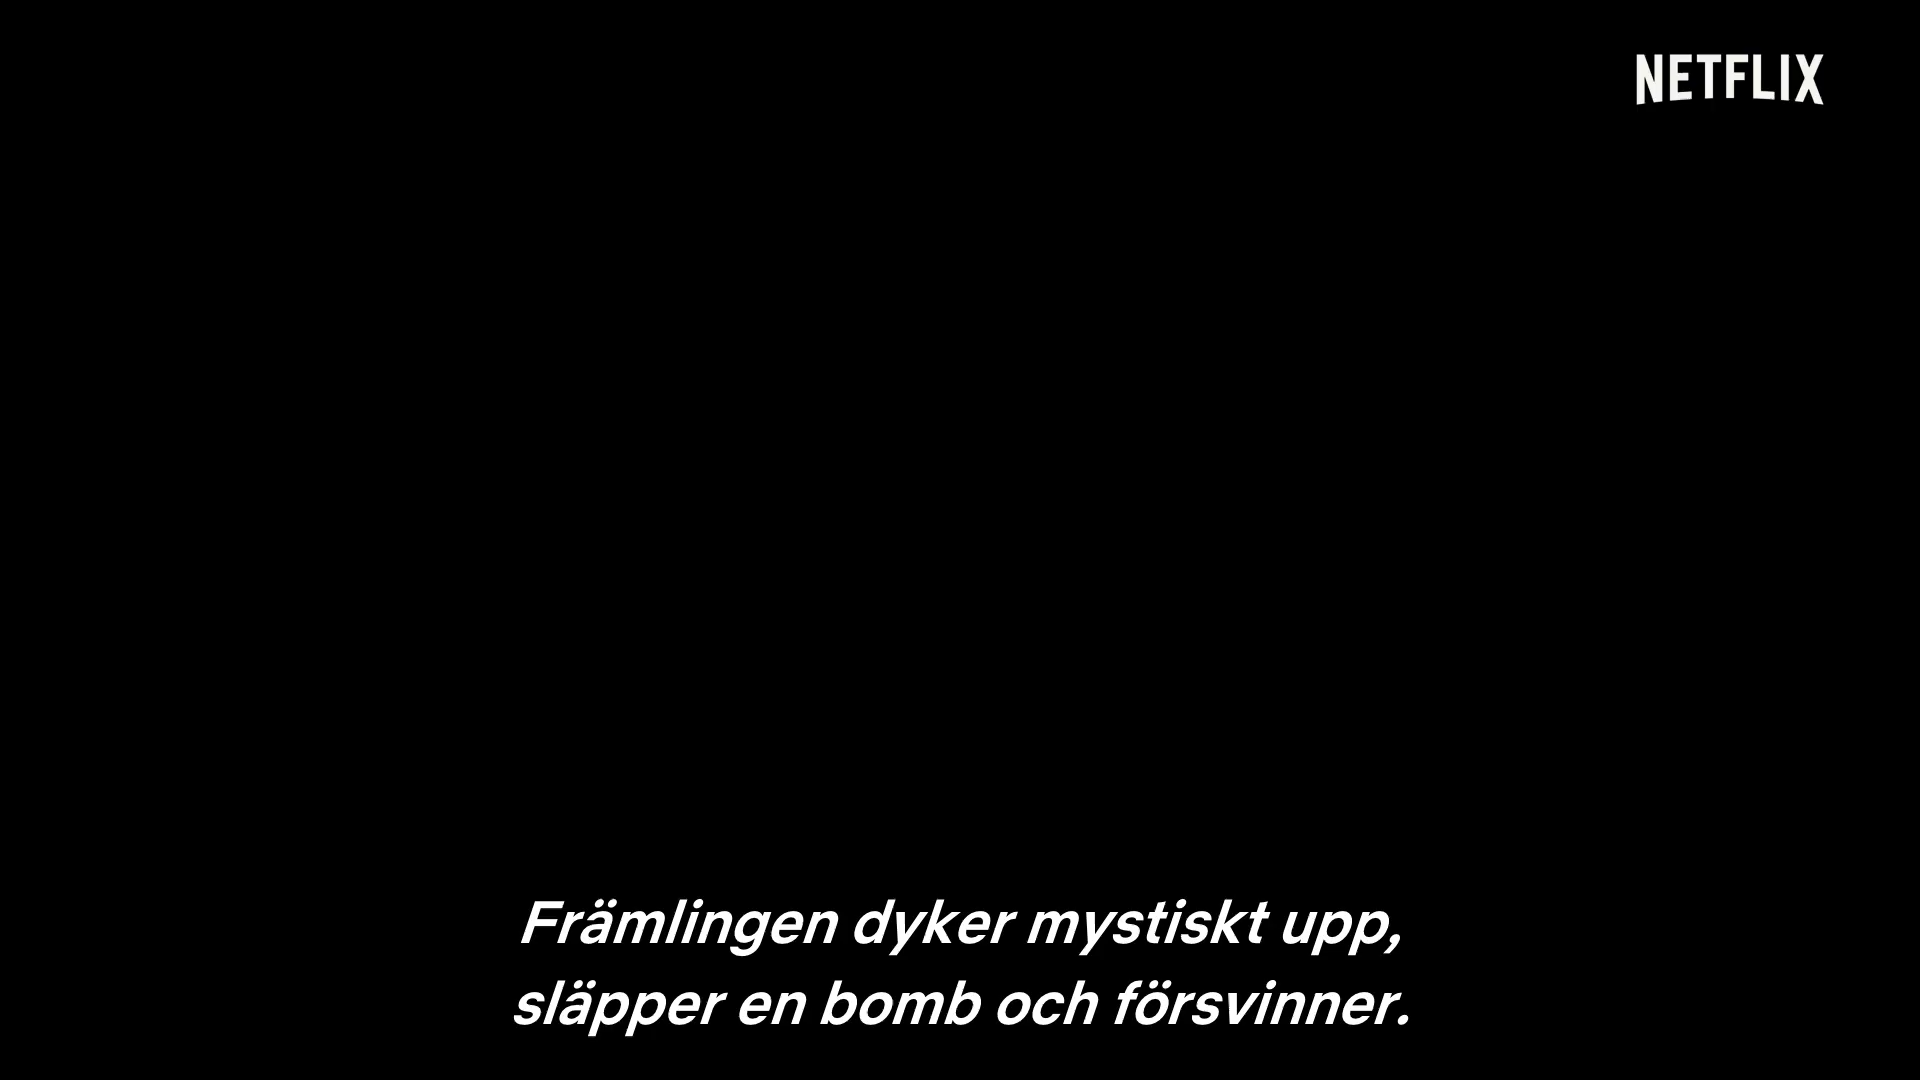 NETFLIX
Främlingen dyker mystiskt upp,
släpper en bomb och försvinner.